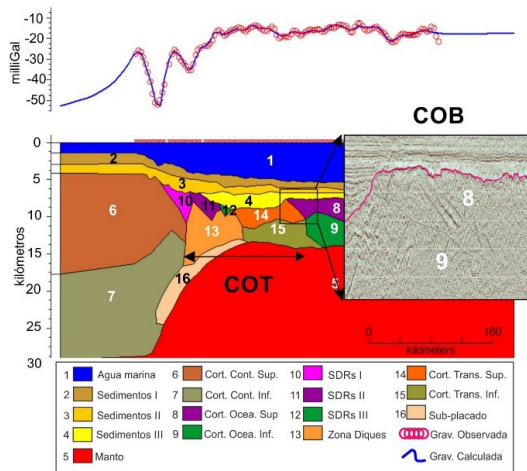 milliGal
-10
-20
-30
-40
-50
COB
kilómetros
0
5
10
15
20
25
30
1
2
3
4
5
6
7
8
9
10
11
12
13
14
15
16
8
9
COT
0 160
kilometers
1 Agua marina
2 Sedimentos I
3 Sedimentos II
4 Sedimentos III
5 Manto
6 Cort. Cont. Sup.
7 Cort. Cont. Inf.
8 Cort. Ocea. Sup
9 Cort. Ocea. Inf.
10 SDRs I
11 SDRs II
12 SDRs III
13 Zona Diques
14 Cort. Trans. Sup.
15 Cort. Trans. Inf.
16 Sub-placado
Grav. Observada
Grav. Calculada